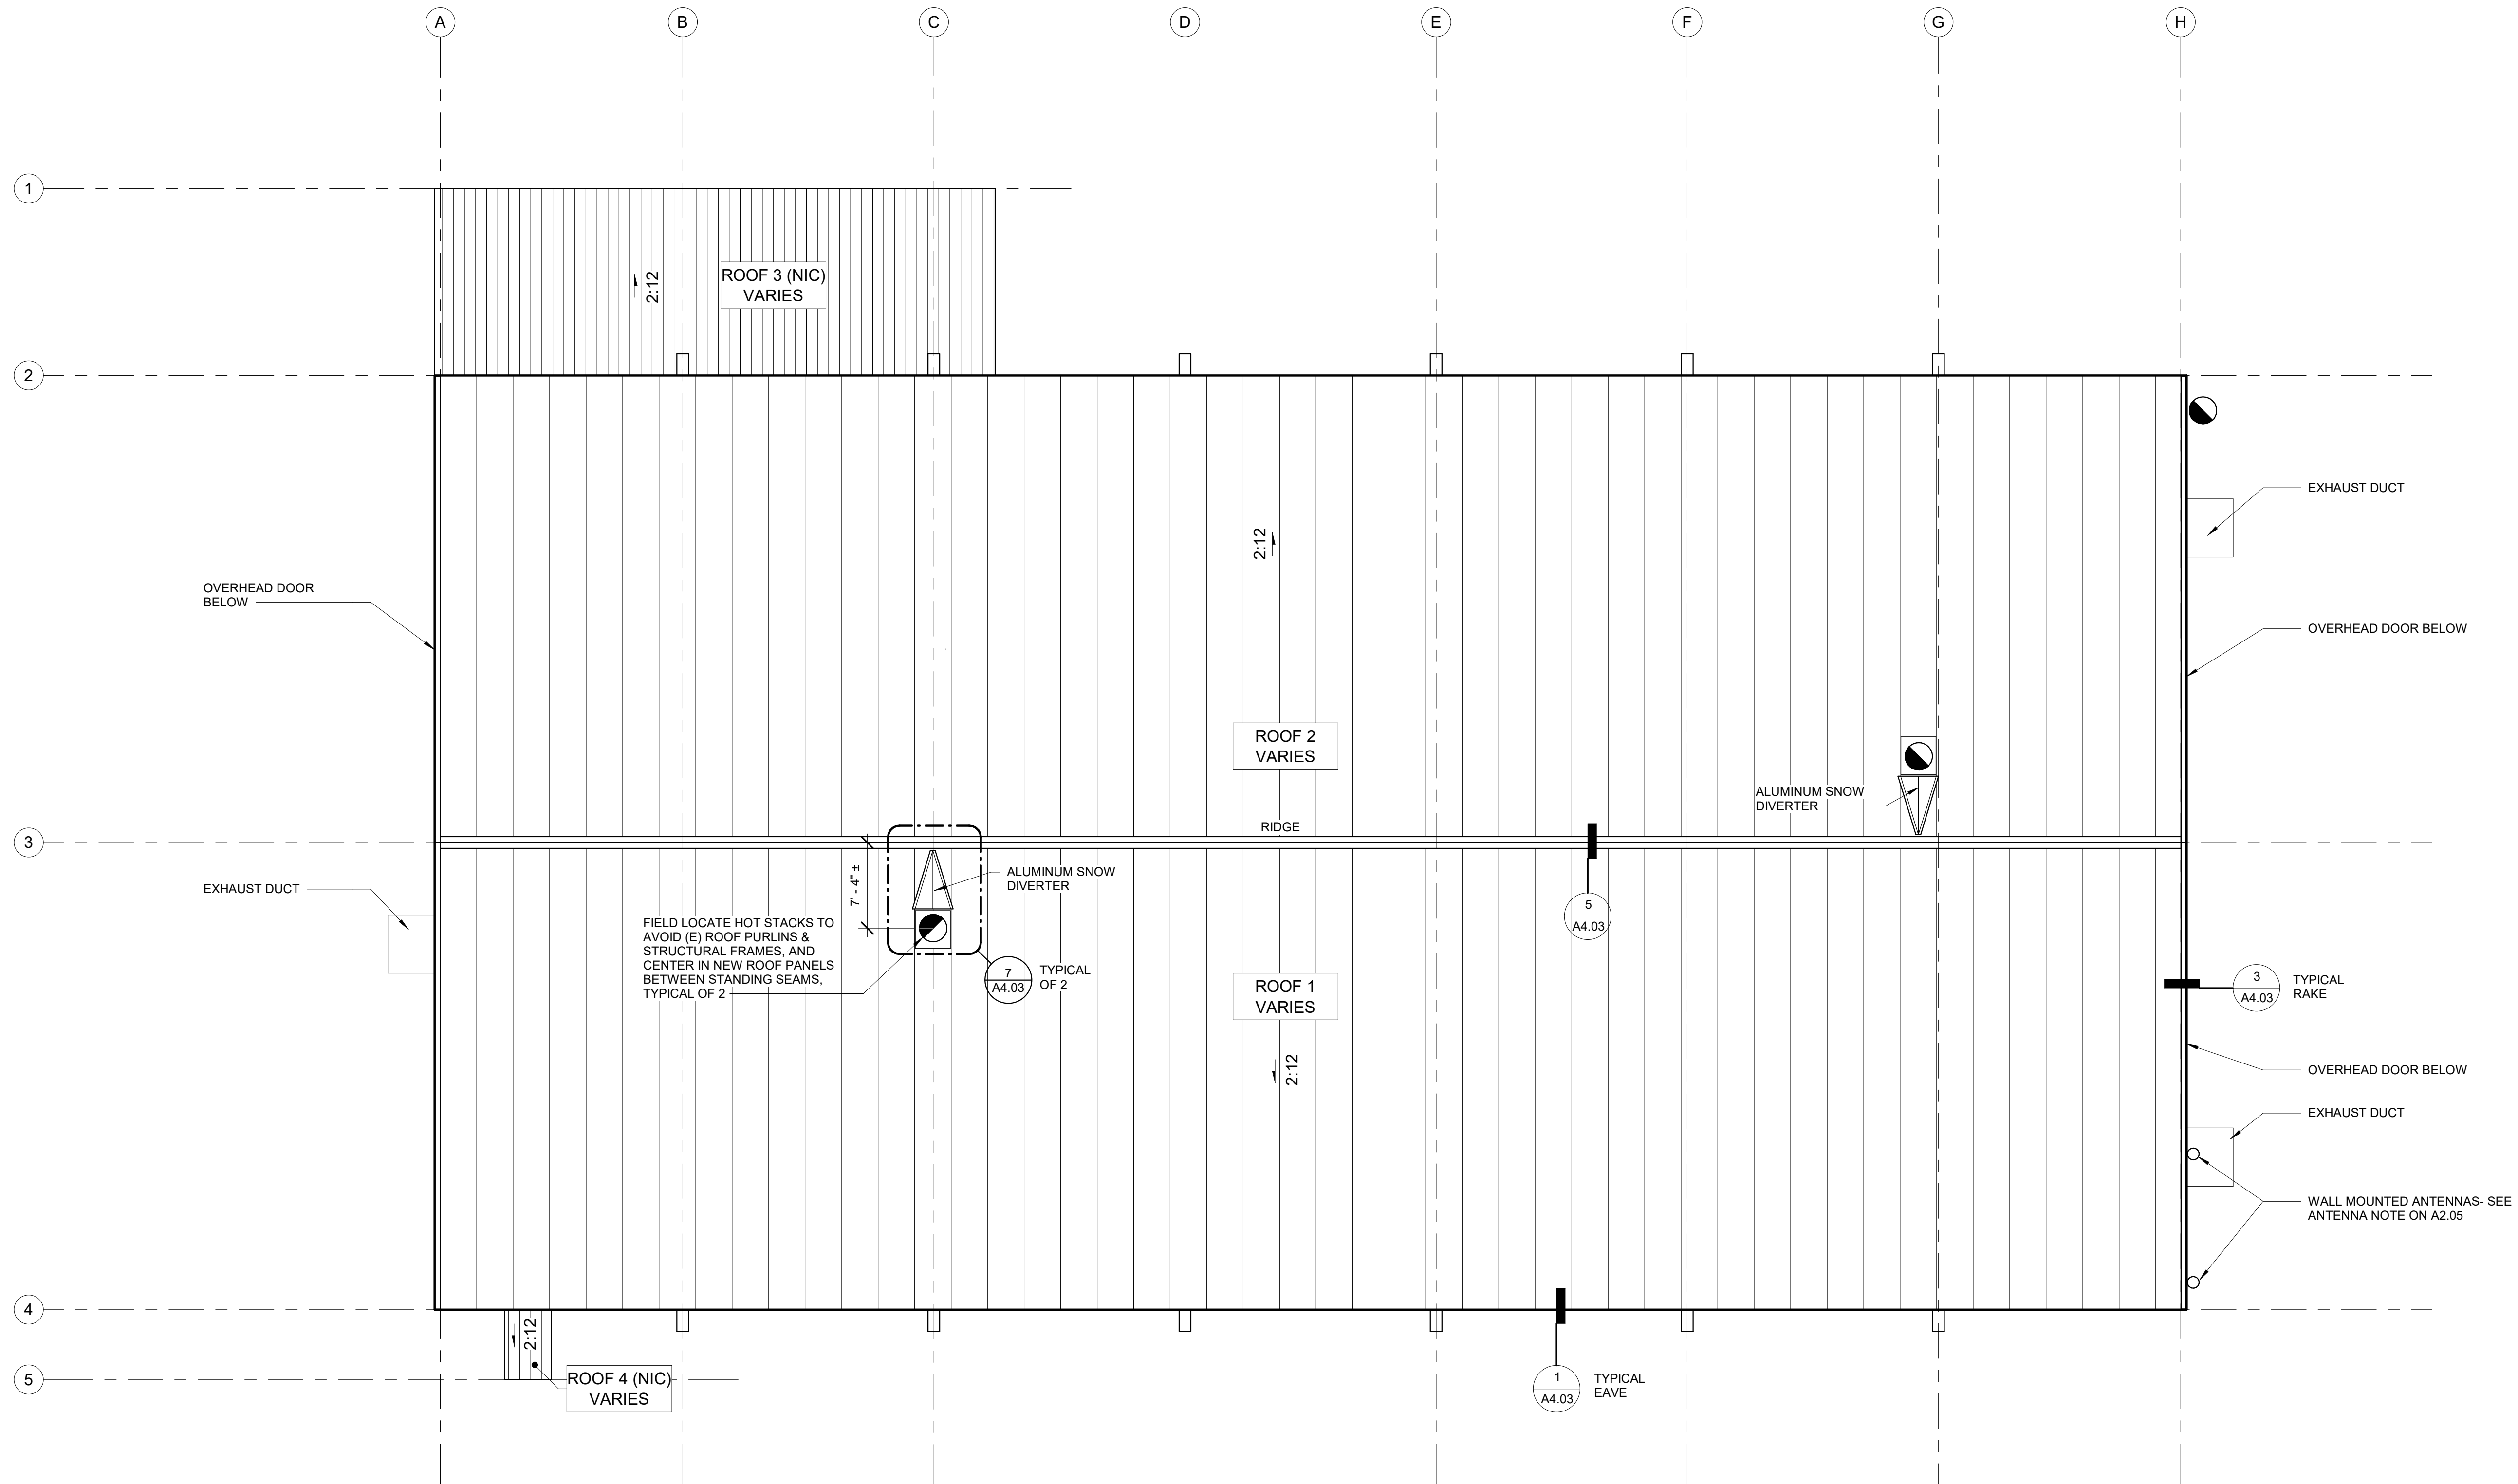 A
B
C
D
E
F
G
H
1
2:12
ROOF 3 (NIC)
VARIES
2
EXHAUST DUCT
2:12
OVERHEAD DOOR
BELOW
OVERHEAD DOOR BELOW
ROOF 2
VARIES
ALUMINUM SNOW
DIVERTER
RIDGE
3
7' - 4" ±
ALUMINUM SNOW
DIVERTER
EXHAUST DUCT
5
A4.03
FIELD LOCATE HOT STACKS TO
AVOID (E) ROOF PURLINS &
STRUCTURAL FRAMES, AND
CENTER IN NEW ROOF PANELS
BETWEEN STANDING SEAMS,
TYPICAL OF 2
7
A4.03
TYPICAL
OF 2
ROOF 1
VARIES
3
A4.03
TYPICAL
RAKE
2:12
OVERHEAD DOOR BELOW
EXHAUST DUCT
WALL MOUNTED ANTENNAS- SEE
ANTENNA NOTE ON A2.05
4
2:12
5
ROOF 4 (NIC)
VARIES
1
A4.03
TYPICAL
EAVE